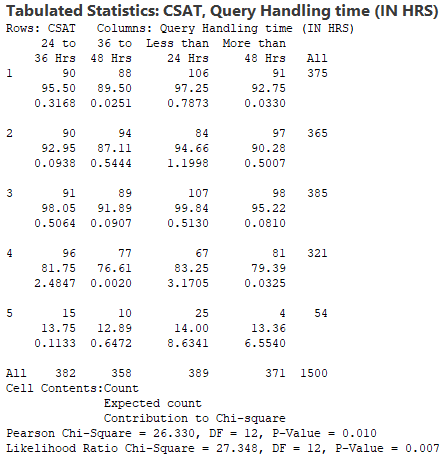 Tabulated Statistics: CSAT, Query Handling time (IN HRS)
Rows: CSAT Columns: Query Handling time (IN HRS)
24 to 36 to Less than More than
36 Hrs 48 Hrs 24 Hrs 48 Hrs All
1 90 88 106 91 375
95.50 89.50 97.25 92.75
0.3168 0.0251 0.7873 0.0330
2 90 94 84 97 365
92.95 87.11 94.66 90.28
0.0938 0.5444 1.1998 0.5007
3 91 89 107 98 385
98.05 91.89 99.84 95.22
0.5064 0.0907 0.5130 0.0810
4 96 77 67 81 321
81.75 76.61 83.25 79.39
2.4847 0.0020 3.1705 0.0325
5 15 10 25 4 54
13.75 12.89 14.00 13.36
0.1133 0.6472 8.6341 6.5540
All 382 358 389 371 1500
Cell Contents:Count
Expected count
Contribution to Chi-square
Pearson Chi-Square = 26.330, DF = 12, P-Value = 0.010
Likelihood Ratio Chi-Square = 27.348, DF = 12, P-Value = 0.007